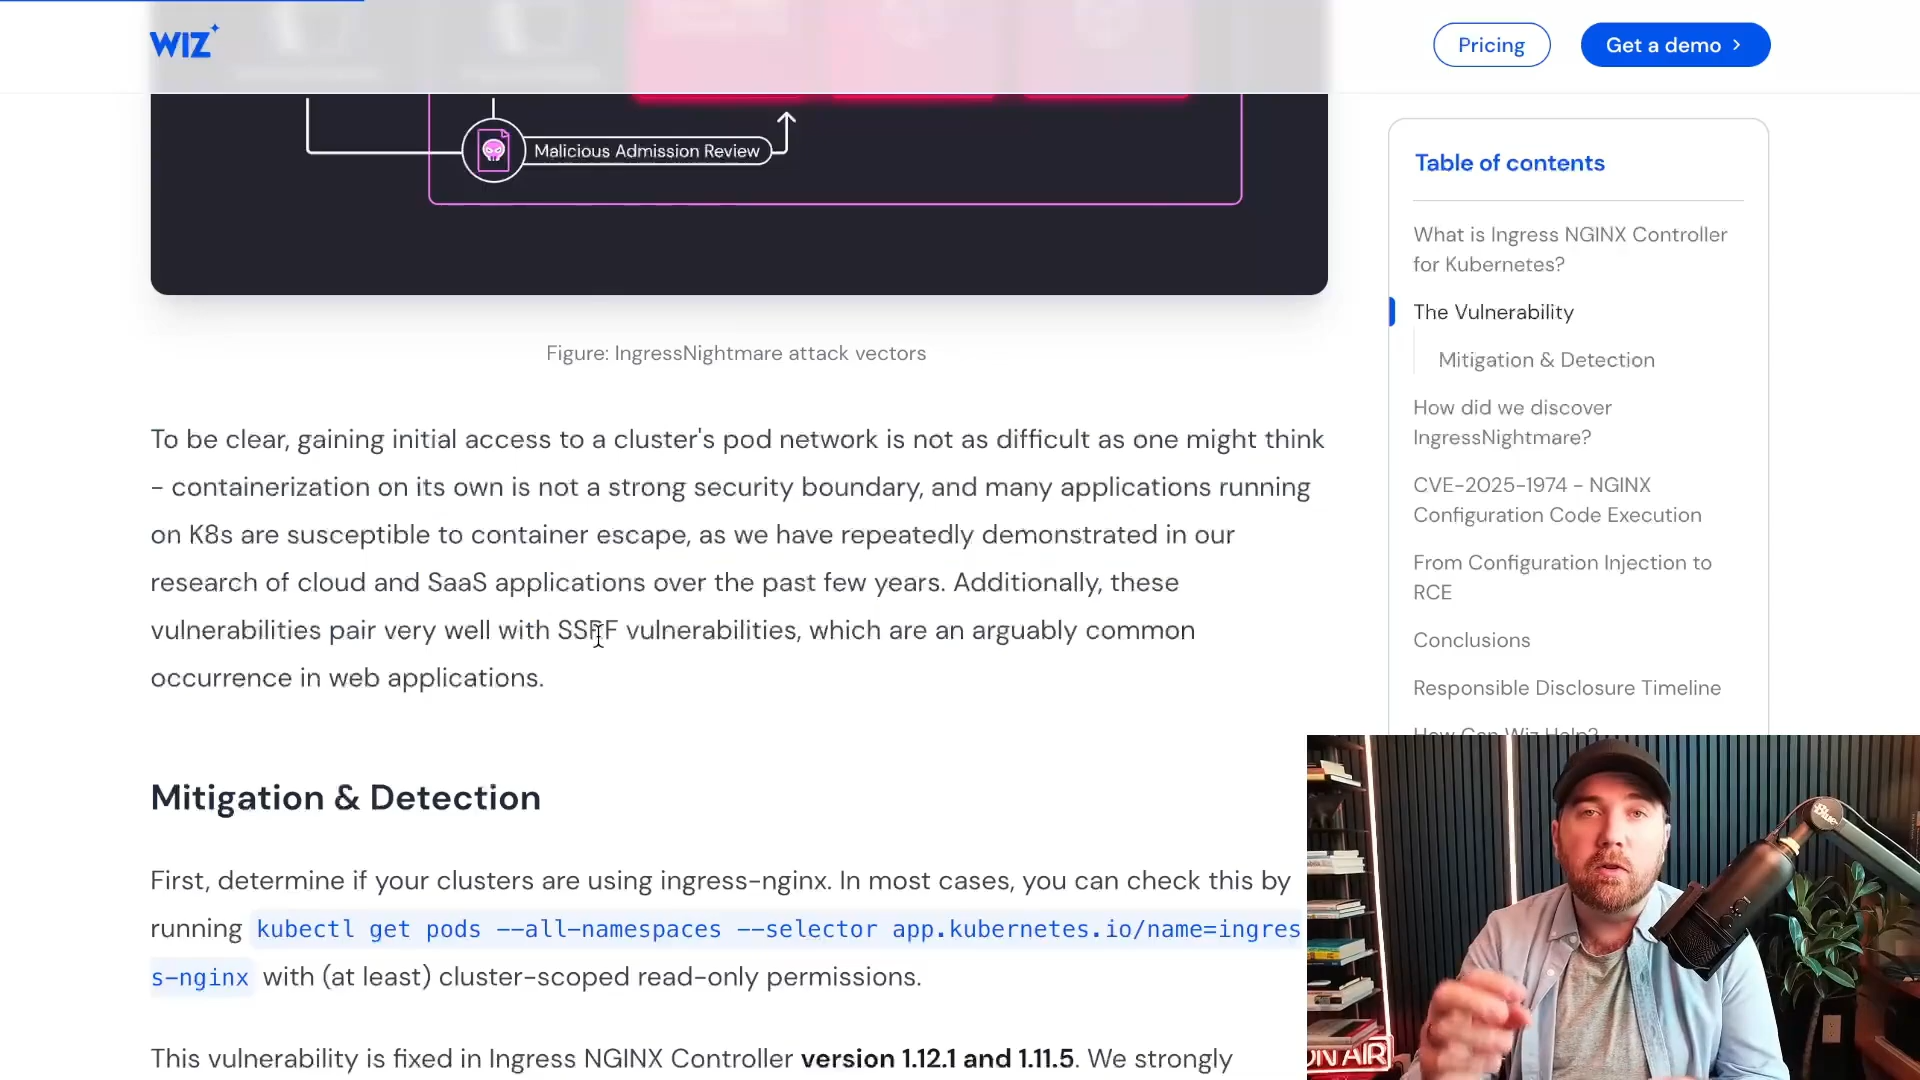 WIZ
Pricing
Get a demo
Malicious Admission Review
Figure: IngressNightmare attack vectors
To be clear, gaining initial access to a cluster's pod network is not as difficult as one might think
- containerization on its own is not a strong security boundary, and many applications running
on K8s are susceptible to container escape, as we have repeatedly demonstrated in our
research of cloud and SaaS applications over the past few years. Additionally, these
vulnerabilities pair very well with SSRF vulnerabilities, which are an arguably common
occurrence in web applications.
Mitigation & Detection
First, determine if your clusters are using ingress-nginx. In most cases, you can check this by
running kubectl get pods --all-namespaces --selector app.kubernetes.io/name=ingres
s-nginx with (at least) cluster-scoped read-only permissions.
This vulnerability is fixed in Ingress NGINX Controller version 1.12.1 and 1.11.5. We strongly
Table of contents
What is Ingress NGINX Controller
for Kubernetes?
The Vulnerability
Mitigation & Detection
How did we discover
IngressNightmare?
CVE-2025-1974 - NGINX
Configuration Code Execution
From Configuration Injection to
RCE
Conclusions
Responsible Disclosure Timeline
How Can Wiz Help?
Blue
ON AIR